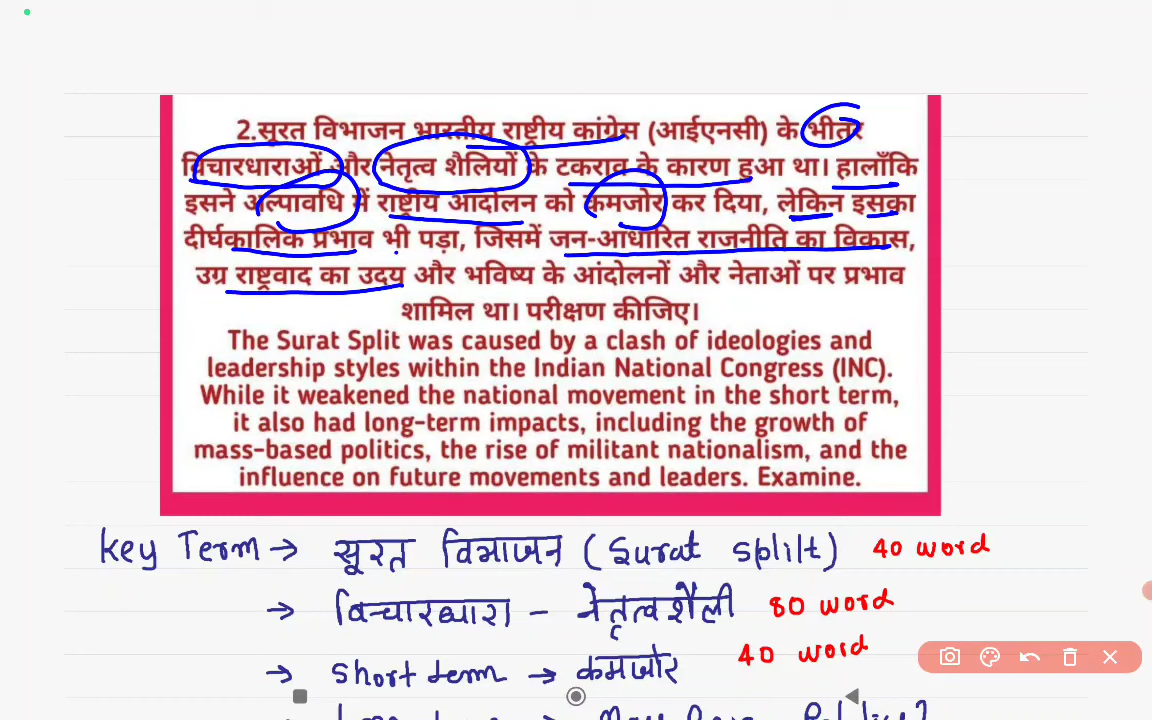 2.सूरत विभाजन भारतीय राष्ट्रीय कांग्रेस (आईएनसी) के भीतर
विचारधाराओं और नेतृत्व शैलियों के टकराव के कारण हुआ था। हालाँकि
इसने अल्पावधि में राष्ट्रीय आंदोलन को कमजोर कर दिया, लेकिन इसका
दीर्घकालिक प्रभाव भी पड़ा, जिसमें जन-आधारित राजनीति का विकास,
उग्र राष्ट्रवाद का उदय और भविष्य के आंदोलनों और नेताओं पर प्रभाव
शामिल था। परीक्षण कीजिए।
The Surat Split was caused by a clash of ideologies and
leadership styles within the Indian National Congress (INC).
While it weakened the national movement in the short term,
it also had long-term impacts, including the growth of
mass-based politics, the rise of militant nationalism, and the
influence on future movements and leaders. Examine.
Key Term → सूरत विभाजन (Surat split) 40 word
→ विचारधारा - नेतृत्वशैली 80 word
→ short term → कमजोर 40 word